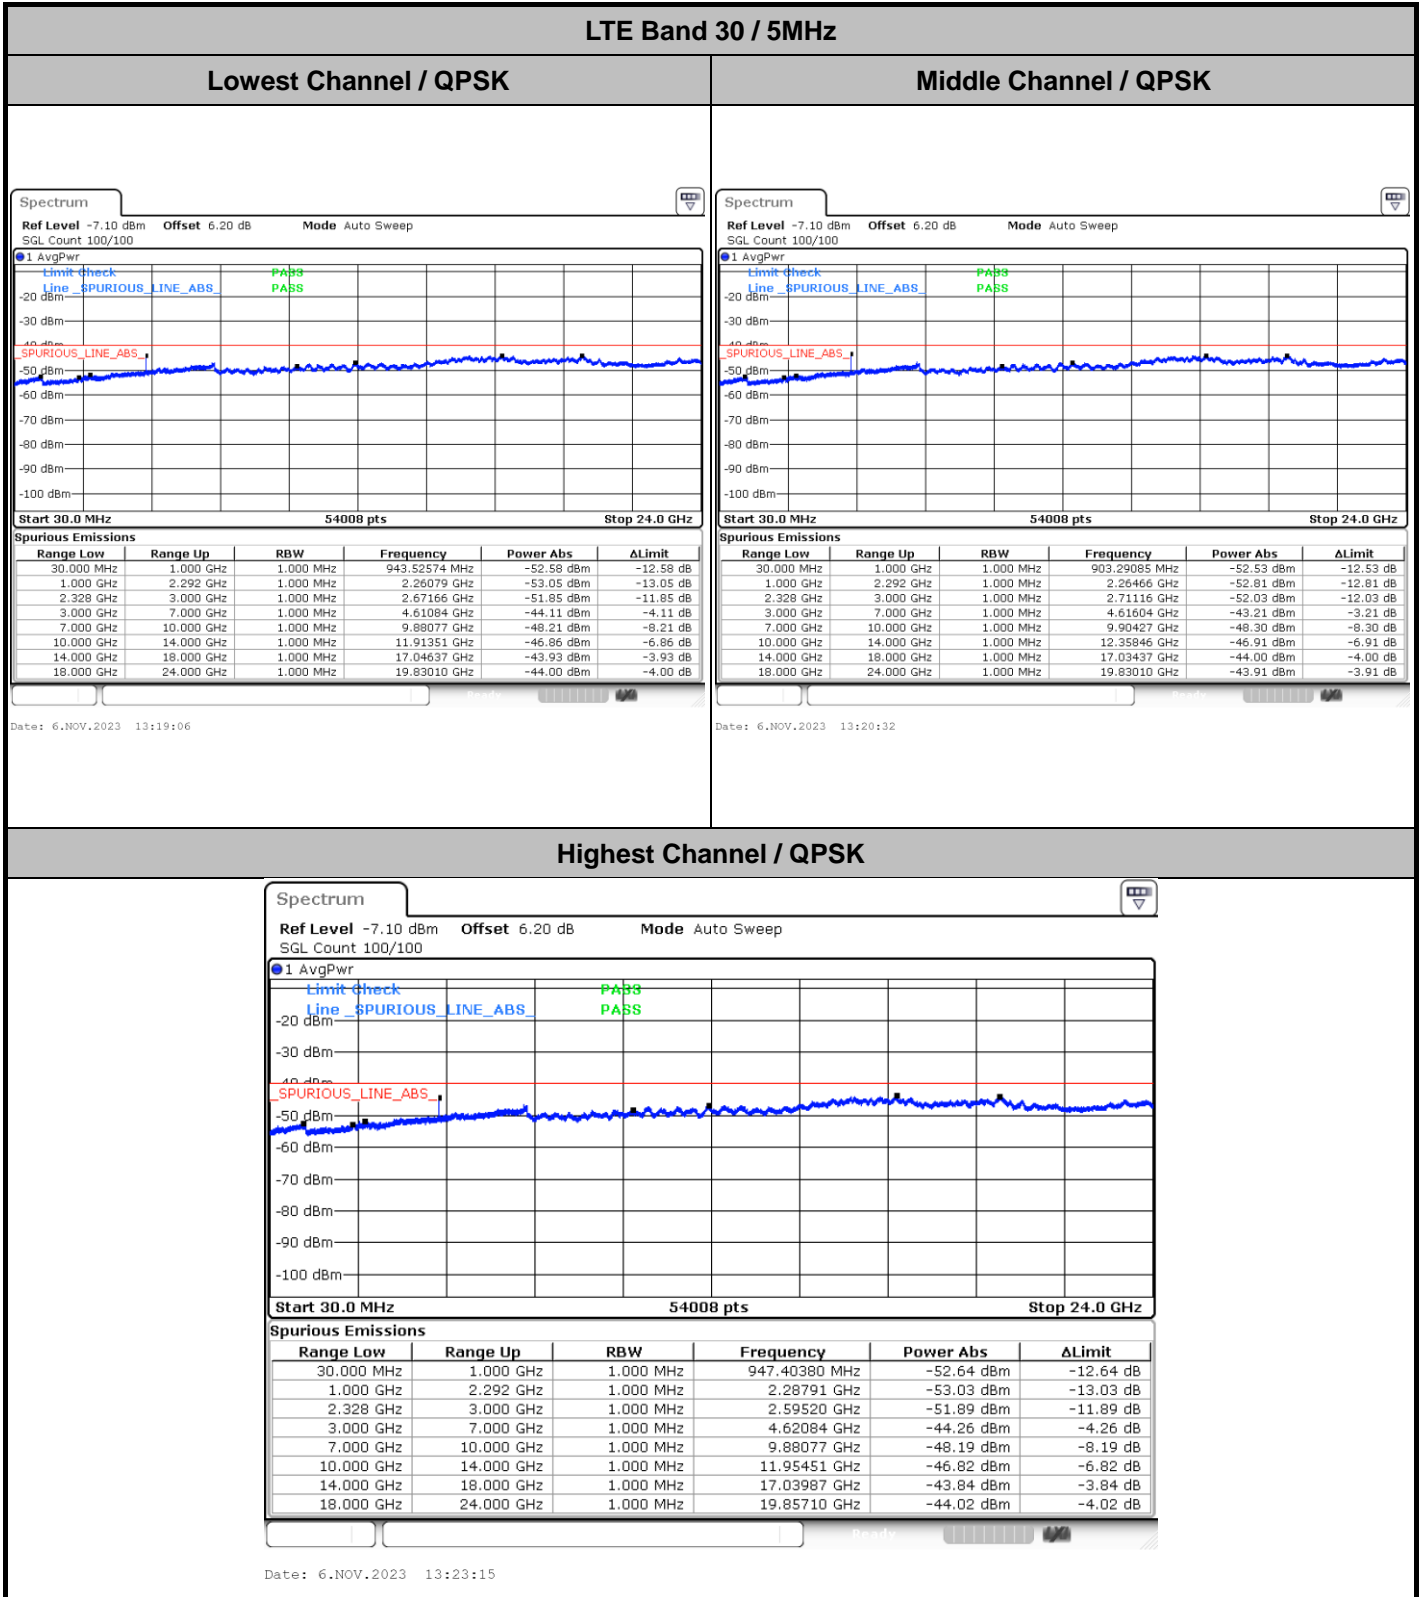 LTE Band 30 / 5MHz
Lowest Channel / QPSK
Middle Channel / QPSK
Spectrum
Ref Level -7.10 dBm Offset 6.20 dB Mode Auto Sweep
SGL Count 100/100
1 AvgPwr
Limit Check PASS
Line _SPURIOUS_LINE_ABS_ PASS
-20 dBm
-30 dBm
-40 dBm
_SPURIOUS_LINE_ABS_
-50 dBm
-60 dBm
-70 dBm
-80 dBm
-90 dBm
-100 dBm
Start 30.0 MHz 54008 pts Stop 24.0 GHz
Spurious Emissions
Range Low Range Up RBW Frequency Power Abs ΔLimit
30.000 MHz 1.000 GHz 1.000 MHz 943.52574 MHz -52.58 dBm -12.58 dB
1.000 GHz 2.292 GHz 1.000 MHz 2.26079 GHz -53.05 dBm -13.05 dB
2.328 GHz 3.000 GHz 1.000 MHz 2.67166 GHz -51.85 dBm -11.85 dB
3.000 GHz 7.000 GHz 1.000 MHz 4.61084 GHz -44.11 dBm -4.11 dB
7.000 GHz 10.000 GHz 1.000 MHz 9.88077 GHz -48.21 dBm -8.21 dB
10.000 GHz 14.000 GHz 1.000 MHz 11.91351 GHz -46.86 dBm -6.86 dB
14.000 GHz 18.000 GHz 1.000 MHz 17.04637 GHz -43.93 dBm -3.93 dB
18.000 GHz 24.000 GHz 1.000 MHz 19.83010 GHz -44.00 dBm -4.00 dB
Ready
Date: 6.NOV.2023 13:19:06
Spectrum
Ref Level -7.10 dBm Offset 6.20 dB Mode Auto Sweep
SGL Count 100/100
1 AvgPwr
Limit Check PASS
Line _SPURIOUS_LINE_ABS_ PASS
-20 dBm
-30 dBm
-40 dBm
_SPURIOUS_LINE_ABS_
-50 dBm
-60 dBm
-70 dBm
-80 dBm
-90 dBm
-100 dBm
Start 30.0 MHz 54008 pts Stop 24.0 GHz
Spurious Emissions
Range Low Range Up RBW Frequency Power Abs ΔLimit
30.000 MHz 1.000 GHz 1.000 MHz 903.29085 MHz -52.53 dBm -12.53 dB
1.000 GHz 2.292 GHz 1.000 MHz 2.26466 GHz -52.81 dBm -12.81 dB
2.328 GHz 3.000 GHz 1.000 MHz 2.71116 GHz -52.03 dBm -12.03 dB
3.000 GHz 7.000 GHz 1.000 MHz 4.61604 GHz -43.21 dBm -3.21 dB
7.000 GHz 10.000 GHz 1.000 MHz 9.90427 GHz -48.30 dBm -8.30 dB
10.000 GHz 14.000 GHz 1.000 MHz 12.35846 GHz -46.91 dBm -6.91 dB
14.000 GHz 18.000 GHz 1.000 MHz 17.03437 GHz -44.00 dBm -4.00 dB
18.000 GHz 24.000 GHz 1.000 MHz 19.83010 GHz -43.91 dBm -3.91 dB
Ready
Date: 6.NOV.2023 13:20:32
Highest Channel / QPSK
Spectrum
Ref Level -7.10 dBm Offset 6.20 dB Mode Auto Sweep
SGL Count 100/100
1 AvgPwr
Limit Check PASS
Line _SPURIOUS_LINE_ABS_ PASS
-20 dBm
-30 dBm
-40 dBm
_SPURIOUS_LINE_ABS_
-50 dBm
-60 dBm
-70 dBm
-80 dBm
-90 dBm
-100 dBm
Start 30.0 MHz 54008 pts Stop 24.0 GHz
Spurious Emissions
Range Low Range Up RBW Frequency Power Abs ΔLimit
30.000 MHz 1.000 GHz 1.000 MHz 947.40380 MHz -52.64 dBm -12.64 dB
1.000 GHz 2.292 GHz 1.000 MHz 2.28791 GHz -53.03 dBm -13.03 dB
2.328 GHz 3.000 GHz 1.000 MHz 2.59520 GHz -51.89 dBm -11.89 dB
3.000 GHz 7.000 GHz 1.000 MHz 4.62084 GHz -44.26 dBm -4.26 dB
7.000 GHz 10.000 GHz 1.000 MHz 9.88077 GHz -48.19 dBm -8.19 dB
10.000 GHz 14.000 GHz 1.000 MHz 11.95451 GHz -46.82 dBm -6.82 dB
14.000 GHz 18.000 GHz 1.000 MHz 17.03987 GHz -43.84 dBm -3.84 dB
18.000 GHz 24.000 GHz 1.000 MHz 19.85710 GHz -44.02 dBm -4.02 dB
Ready
Date: 6.NOV.2023 13:23:15